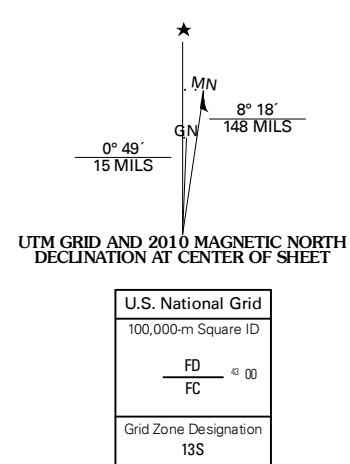 ★
MN
8° 18´
148 MILS
GN
0° 49´
15 MILS
UTM GRID AND 2010 MAGNETIC NORTH
DECLINATION AT CENTER OF SHEET
U.S. National Grid
100,000-m Square ID
FD
43 00
FC
Grid Zone Designation
13S